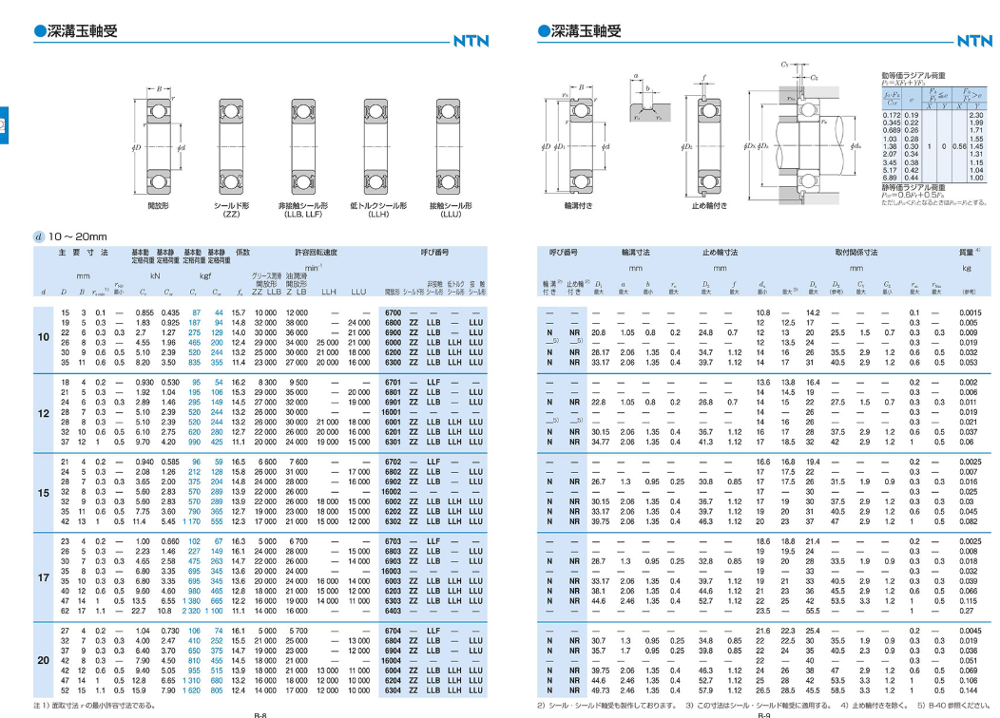 ●深溝玉軸受
NTN
B
r
r
φD
φd
開放形
シールド形
(ZZ)
非接触シール形
(LLB, LLF)
低トルクシール形
(LLH)
接触シール形
(LLU)
d 10～20mm
主要寸法 基本動定格荷重 基本静定格荷重 基本動定格荷重 基本静定格荷重 係数 許容回転速度 呼び番号
mm kN kgf min-1
グリース潤滑 開放形 ZZ LLB 油潤滑 開放形 Z LB LLH LLU 開放形 シールド形 非接触シール形 低トルクシール形 接触シール形
d D B
10
15 3 0.1 — 0.855 0.435 87 44 15.7 10 000 12 000 — — 6700 — — — —
19 5 0.3 — 1.83 0.925 187 94 14.8 32 000 38 000 — 24 000 6800 ZZ LLB — LLU
22 6 0.3 0.3 2.7 1.27 275 129 14.0 30 000 36 000 — 21 000 6900 ZZ LLB — LLU
26 8 0.3 — 4.55 1.96 465 200 12.4 29 000 34 000 25 000 21 000 6000 ZZ LLB LLH LLU
30 9 0.6 0.5 5.10 2.39 520 244 13.2 25 000 30 000 21 000 18 000 6200 ZZ LLB LLH LLU
35 11 0.6 0.5 8.20 3.50 835 355 11.4 23 000 27 000 20 000 16 000 6300 ZZ LLB LLH LLU
12
18 4 0.2 — 0.930 0.530 95 54 16.2 8 300 9 500 — — 6701 — LLF — —
21 5 0.3 — 1.92 1.04 195 106 15.3 29 000 35 000 — 20 000 6801 ZZ LLB — LLU
24 6 0.3 0.3 2.89 1.46 295 149 14.5 27 000 32 000 — 19 000 6901 ZZ LLB — LLU
28 7 0.3 — 5.10 2.39 520 244 13.2 26 000 30 000 — — 16001 — — — —
28 8 0.3 — 5.10 2.39 520 244 13.2 26 000 30 000 21 000 18 000 6001 ZZ LLB LLH LLU
32 10 0.6 0.5 6.10 2.75 620 280 12.7 22 000 26 000 20 000 16 000 6201 ZZ LLB LLH LLU
37 12 1 0.5 9.70 4.20 990 425 11.1 20 000 24 000 19 000 15 000 6301 ZZ LLB LLH LLU
15
21 4 0.2 — 0.940 0.585 96 59 16.5 6 600 7 600 — — 6702 — LLF — —
24 5 0.3 — 2.08 1.26 212 128 15.8 26 000 31 000 — 17 000 6802 ZZ LLB — LLU
28 7 0.3 0.3 3.65 2.00 375 204 14.8 24 000 28 000 — 16 000 6902 ZZ LLB — LLU
32 8 0.3 — 5.60 2.83 570 289 13.9 22 000 26 000 — — 16002 — — — —
32 9 0.3 0.3 5.60 2.83 570 289 13.9 22 000 26 000 18 000 15 000 6002 ZZ LLB LLH LLU
35 11 0.6 0.5 7.75 3.60 790 365 12.7 19 000 23 000 18 000 15 000 6202 ZZ LLB LLH LLU
42 13 1 0.5 11.4 5.45 1 170 555 12.3 17 000 21 000 15 000 12 000 6302 ZZ LLB LLH LLU
17
23 4 0.2 — 1.00 0.660 102 67 16.3 5 000 6 700 — — 6703 — LLF — —
26 5 0.3 — 2.23 1.46 227 149 16.1 24 000 28 000 — 15 000 6803 ZZ LLB — LLU
30 7 0.3 0.3 4.65 2.58 475 263 14.7 22 000 26 000 — 14 000 6903 ZZ LLB — LLU
35 8 0.3 — 6.80 3.35 695 345 13.6 20 000 24 000 — — 16003 — — — —
35 10 0.3 0.3 6.80 3.35 695 345 13.6 20 000 24 000 16 000 14 000 6003 ZZ LLB LLH LLU
40 12 0.6 0.5 9.60 4.60 980 465 12.8 18 000 21 000 15 000 12 000 6203 ZZ LLB LLH LLU
47 14 1 0.5 13.5 6.55 1 380 665 12.2 16 000 19 000 14 000 11 000 6303 ZZ LLB LLH LLU
62 17 1.1 — 22.7 10.8 2 320 1 100 11.1 14 000 16 000 — — 6403 — — — —
20
27 4 0.2 — 1.04 0.730 106 74 16.1 5 000 5 700 — — 6704 — LLF — —
32 7 0.3 0.3 4.00 2.47 410 252 15.5 21 000 25 000 — 13 000 6804 ZZ LLB — LLU
37 9 0.3 0.3 6.40 3.70 650 375 14.7 19 000 23 000 — 12 000 6904 ZZ LLB — LLU
42 8 0.3 — 7.90 4.50 810 455 14.5 18 000 21 000 — — 16004 — — — —
42 12 0.6 0.5 9.40 5.05 955 515 13.9 18 000 21 000 13 000 11 000 6004 ZZ LLB LLH LLU
47 14 1 0.5 12.8 6.65 1 310 680 13.2 16 000 18 000 12 000 10 000 6204 ZZ LLB LLH LLU
52 15 1.1 0.5 15.9 7.90 1 620 805 12.4 14 000 17 000 12 000 10 000 6304 ZZ LLB LLH LLU
注 1) 面取寸法 r の最小許容寸法である。
B-8
●深溝玉軸受
NTN
輪溝付き
止め輪付き
動等価ラジアル荷重
Pr=XFr+YFa
e X Y X Y
0.172 0.19 2.30
0.345 0.22 1.99
0.689 0.26 1.71
1.03 0.28 1.55
1.38 0.30 1 0 0.56 1.45
2.07 0.34 1.31
3.45 0.38 1.15
5.17 0.42 1.04
6.89 0.44 1.00
静等価ラジアル荷重
Por=0.6Fr+0.5Fa
ただしPor<FrとなるときはPor=Frとする。
呼び番号 輪溝寸法 止め輪寸法 取付関係寸法 質量 4)
mm mm mm kg
輪溝付き 2) 止め輪付き 2) D1 最大 a 最大 b 最小 ro 最大 D2 最大 f 最大 da 最小 最大 3) Da 最大 DX (参考) CY 最大 CZ 最小 ras 最大 rNas 最大 (参考)
— — — — — — — — 10.8 — 14.2 — — — 0.1 — 0.0015
— — — — — — — — 12 12.5 17 — — — 0.3 — 0.005
N NR 20.8 1.05 0.8 0.2 24.8 0.7 12 13 20 25.5 1.5 0.7 0.3 0.3 0.009
—5) —5) — — — — — — 12 13.5 24 — — — 0.3 — 0.019
N NR 28.17 2.06 1.35 0.4 34.7 1.12 14 16 26 35.5 2.9 1.2 0.6 0.5 0.032
N NR 33.17 2.06 1.35 0.4 39.7 1.12 14 17 31 40.5 2.9 1.2 0.6 0.5 0.053
— — — — — — — — 13.6 13.8 16.4 — — — 0.2 — 0.002
— — — — — — — — 14 14.5 19 — — — 0.3 — 0.006
N NR 22.8 1.05 0.8 0.2 26.8 0.7 14 15 22 27.5 1.5 0.7 0.3 0.3 0.011
— — — — — — — — 14 — 26 — — — 0.3 — 0.019
—5) —5) — — — — — — 14 16 26 — — — 0.3 — 0.021
N NR 30.15 2.06 1.35 0.4 36.7 1.12 16 17 28 37.5 2.9 1.2 0.6 0.5 0.037
N NR 34.77 2.06 1.35 0.4 41.3 1.12 17 18.5 32 42 2.9 1.2 1 0.5 0.06
— — — — — — — — 16.6 16.8 19.4 — — — 0.2 — 0.0025
— — — — — — — — 17 17.5 22 — — — 0.3 — 0.007
N NR 26.7 1.3 0.95 0.25 30.8 0.85 17 17.5 26 31.5 1.9 0.9 0.3 0.3 0.016
— — — — — — — — 17 — 30 — — — 0.3 — 0.025
N NR 30.15 2.06 1.35 0.4 36.7 1.12 17 19 30 37.5 2.9 1.2 0.3 0.3 0.03
N NR 33.17 2.06 1.35 0.4 39.7 1.12 19 20 31 40.5 2.9 1.2 0.6 0.5 0.045
N NR 39.75 2.06 1.35 0.4 46.3 1.12 20 23 37 47 2.9 1.2 1 0.5 0.082
— — — — — — — — 18.6 18.8 21.4 — — — 0.2 — 0.0025
— — — — — — — — 19 19.5 24 — — — 0.3 — 0.008
N NR 28.7 1.3 0.95 0.25 32.8 0.85 19 20 28 33.5 1.9 0.9 0.3 0.3 0.018
— — — — — — — — 19 — 33 — — — 0.3 — 0.032
N NR 33.17 2.06 1.35 0.4 39.7 1.12 19 21 33 40.5 2.9 1.2 0.3 0.3 0.039
N NR 38.1 2.06 1.35 0.4 44.6 1.12 21 23 36 45.5 2.9 1.2 0.6 0.5 0.066
N NR 44.6 2.46 1.35 0.4 52.7 1.12 22 25 42 53.5 3.3 1.2 1 0.5 0.115
— — — — — — — — 23.5 — 55.5 — — — 1 — 0.27
— — — — — — — — 21.6 22.3 25.4 — — — 0.2 — 0.0045
N NR 30.7 1.3 0.95 0.25 34.8 0.85 22 22.5 30 35.5 1.9 0.9 0.3 0.3 0.019
N NR 35.7 1.7 0.95 0.25 39.8 0.85 22 24 35 40.5 2.3 0.9 0.3 0.3 0.036
— — — — — — — — 22 — 40 — — — 0.3 — 0.051
N NR 39.75 2.06 1.35 0.4 46.3 1.12 24 26 38 47 2.9 1.2 0.6 0.5 0.069
N NR 44.6 2.46 1.35 0.4 52.7 1.12 25 28 42 53.5 3.3 1.2 1 0.5 0.106
N NR 49.73 2.46 1.35 0.4 57.9 1.12 26.5 28.5 45.5 58.5 3.3 1.2 1 0.5 0.144
2) シール・シールド軸受も製作しております。 3) この寸法はシール・シールド軸受に適用する。 4) 止め輪付きを除く。 5) B-40 参照ください。
B-9